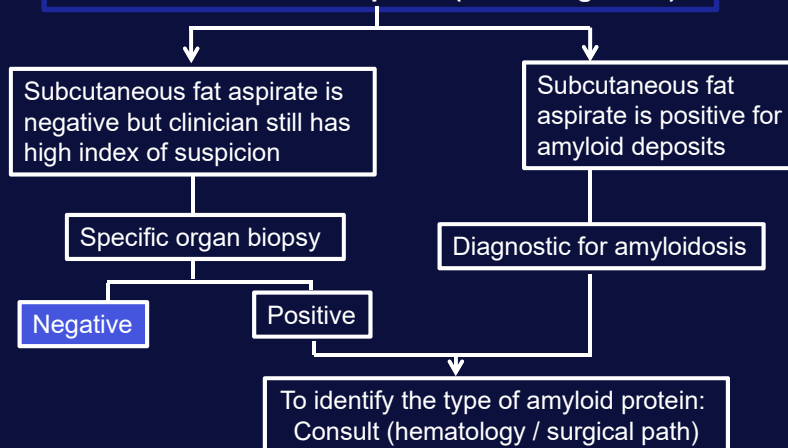 Subcutaneous fat aspirate is
negative but clinician still has
high index of suspicion
Subcutaneous fat
aspirate is positive for
amyloid deposits
Specific organ biopsy
Diagnostic for amyloidosis
Negative
Positive
To identify the type of amyloid protein:
Consult (hematology / surgical path)